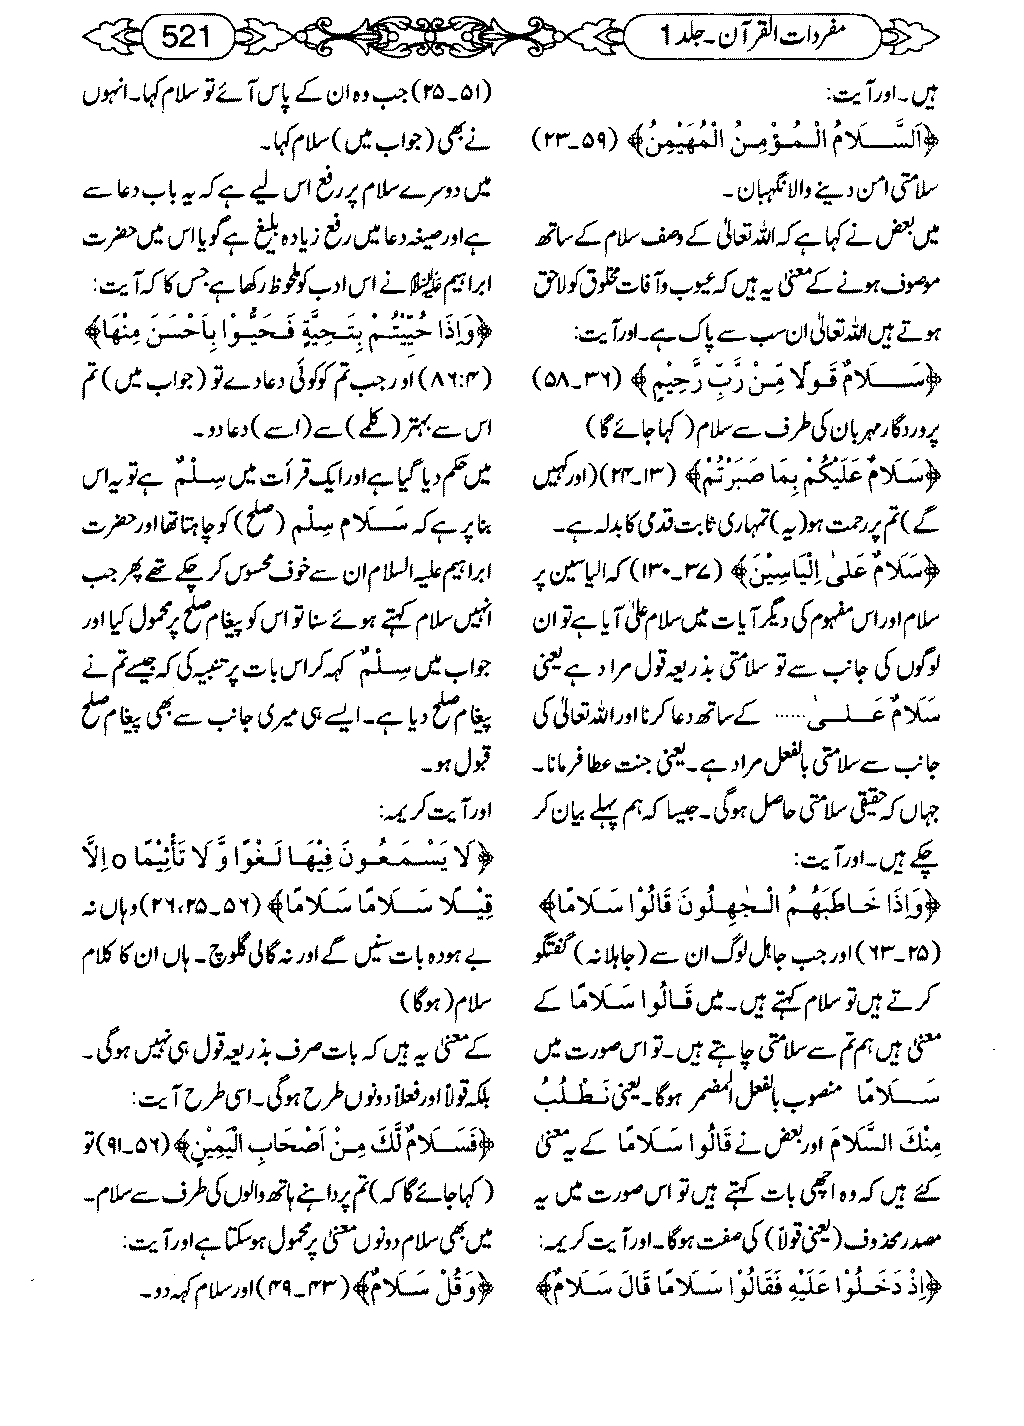 مفردات القرآن۔ جلد 1
521
ہیں۔ اور آیت:
﴿اَلسَّلَامُ الْمُؤْمِنُ الْمُهَيْمِنُ﴾ (۵۹۔۲۳)
سلامتی امن دینے والا نگہبان۔
میں بعض نے کہا ہے کہ اللہ تعالیٰ کے وصف سلام کے ساتھ
موصوف ہونے کے معنیٰ یہ ہیں کہ عیوب و آفات مخلوق کو لاحق
ہوتے ہیں اللہ تعالیٰ ان سب سے پاک ہے۔ اور آیت:
﴿سَلَامٌ قَوْلًا مِّنْ رَّبٍّ رَّحِيْمٍ﴾ (۳۶۔۵۸)
پروردگار مہربان کی طرف سے سلام (کہا جائے گا)
﴿سَلَامٌ عَلَيْكُمْ بِمَا صَبَرْتُمْ﴾ (۱۳۔۲۴) (اور کہیں
گے) تم پر رحمت ہو (یہ) تمہاری ثابت قدمی کا بدلہ ہے۔
﴿سَلَامٌ عَلىٰ اِلْيَاسِيْنَ﴾ (۳۷۔۱۳۰) کہ الیاسین پر
سلام اور اس مفہوم کی دیگر آیات میں سلام علیٰ آیا ہے تو ان
لوگوں کی جانب سے تو سلامتی بذریعہ قول مراد ہے یعنی
سَلَامٌ عَلىٰ ...... کے ساتھ دعا کرنا اور اللہ تعالیٰ کی
جانب سے سلامتی بالفعل مراد ہے۔ یعنی جنت عطا فرمانا۔
جہاں کہ حقیقی سلامتی حاصل ہوگی۔ جیسا کہ ہم پہلے بیان کر
چکے ہیں۔ اور آیت:
﴿وَاِذَا خَاطَبَهُمُ الْجٰهِلُونَ قَالُوْا سَلَامًا﴾
(۲۵۔۶۳) اور جب جاہل لوگ ان سے (جاہلانہ) گفتگو
کرتے ہیں تو سلام کہتے ہیں۔ میں قَالُوْا سَلَامًا کے
معنیٰ ہیں ہم تم سے سلامتی چاہتے ہیں۔ تو اس صورت میں
سَلَامًا منصوب بالفعل المضمر ہوگا۔ یعنی نَطْلُبُ
مِنْكَ السَّلَامَ اور بعض نے قَالُوْا سَلَامًا کے یہ معنیٰ
کئے ہیں کہ وہ اچھی بات کہتے ہیں تو اس صورت میں یہ
مصدر محذوف (یعنی قولاً) کی صفت ہوگا۔ اور آیت کریمہ:
﴿اِذْ دَخَلُوْا عَلَيْهِ فَقَالُوْا سَلَامًا قَالَ سَلَامٌ﴾
(۵۱۔۲۵) جب وہ ان کے پاس آئے تو سلام کہا۔ انہوں
نے بھی (جواب میں) سلام کہا۔
میں دوسرے سلام پر رفع اس لیے ہے کہ یہ باب دعا سے
ہے اور صیغہ دعا میں رفع زیادہ بلیغ ہے گویا اس میں حضرت
ابراہیم علیہ السلام نے اس ادب کو ملحوظ رکھا ہے جس کا کہ آیت:
﴿وَاِذَا حُيِّيْتُمْ بِتَحِيَّةٍ فَحَيُّوْا بِاَحْسَنَ مِنْهَا﴾
(۸۶:۴) اور جب تم کو کوئی دعا دے تو (جواب میں) تم
اس سے بہتر (کلمے) سے (اسے) دعا دو۔
میں حکم دیا گیا ہے اور ایک قرأت میں سِلْمٌ ہے تو یہ اس
بنا پر ہے کہ سَلَام سِلْم (صلح) کو چاہتا تھا اور حضرت
ابراہیم علیہ السلام ان سے خوف محسوس کر چکے تھے پھر جب
انہیں سلام کہتے ہوئے سنا تو اس کو پیغام صلح پر محمول کیا اور
جواب میں سِلْمٌ کہہ کر اس بات پر تنبیہ کی کہ جیسے تم نے
پیغام صلح دیا ہے۔ ایسے ہی میری جانب سے بھی پیغام صلح
قبول ہو۔
اور آیت کریمہ:
﴿لَا يَسْمَعُونَ فِيْهَا لَغْوًا وَّلَا تَأْثِيْمًا o اِلَّا
قِيْلًا سَلَامًا سَلَامًا﴾ (۵۶۔۲۵،۲۶) وہاں نہ
بے ہودہ بات سنیں گے اور نہ گالی گلوچ۔ ہاں ان کا کلام
سلام (ہوگا)
کے معنیٰ یہ ہیں کہ بات صرف بذریعہ قول ہی نہیں ہوگی۔
بلکہ قولاً اور فعلاً دونوں طرح ہوگی۔ اسی طرح آیت:
﴿فَسَلَامٌ لَّكَ مِنْ اَصْحَابِ الْيَمِيْنِ﴾ (۵۶۔۹۱) تو
(کہا جائے گا کہ) تم پر داہنے ہاتھ والوں کی طرف سے سلام۔
میں بھی سلام دونوں معنیٰ پر محمول ہو سکتا ہے اور آیت:
﴿وَقُلْ سَلَامٌ﴾ (۴۳۔۴۹) اور سلام کہہ دو۔